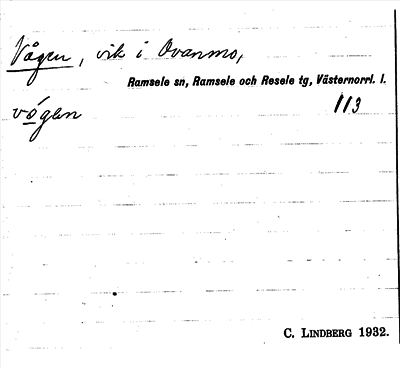 Vågen, vik i Ovanmo,
Ramsele sn, Ramsele och Resele tg, Västernorrl. l.
vógen 113
C. LINDBERG 1932.